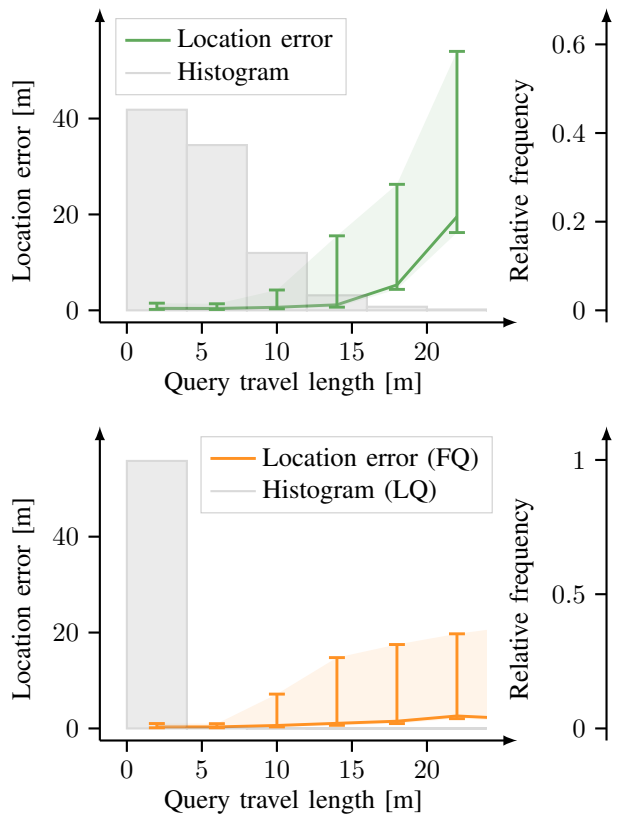 Location error
Histogram
Location error [m]
40
20
0
0 5 10 15 20
Query travel length [m]
Relative frequency
0.6
0.4
0.2
0
Location error (FQ)
Histogram (LQ)
Location error [m]
40
20
0
0 5 10 15 20
Query travel length [m]
Relative frequency
1
0.5
0